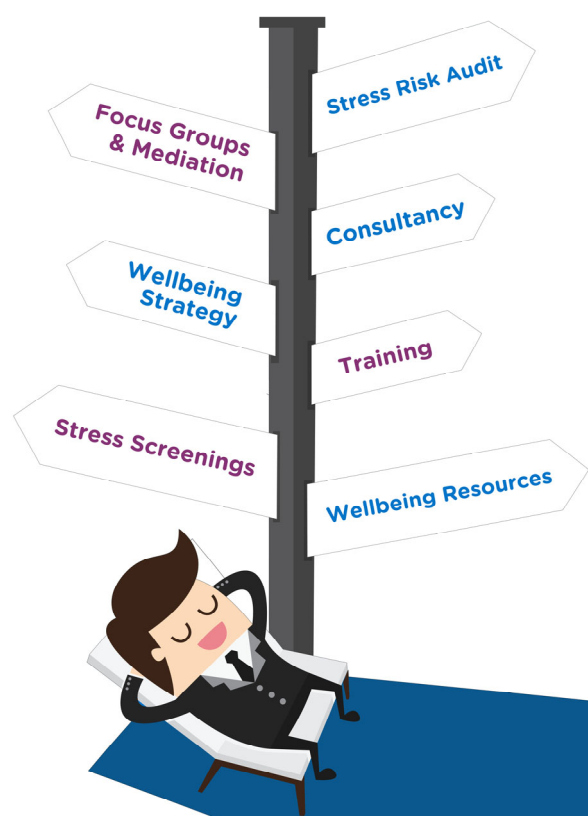 Stress Risk Audit
Focus Groups
& Mediation
Consultancy
Wellbeing
Strategy
Training
Stress Screenings
Wellbeing Resources